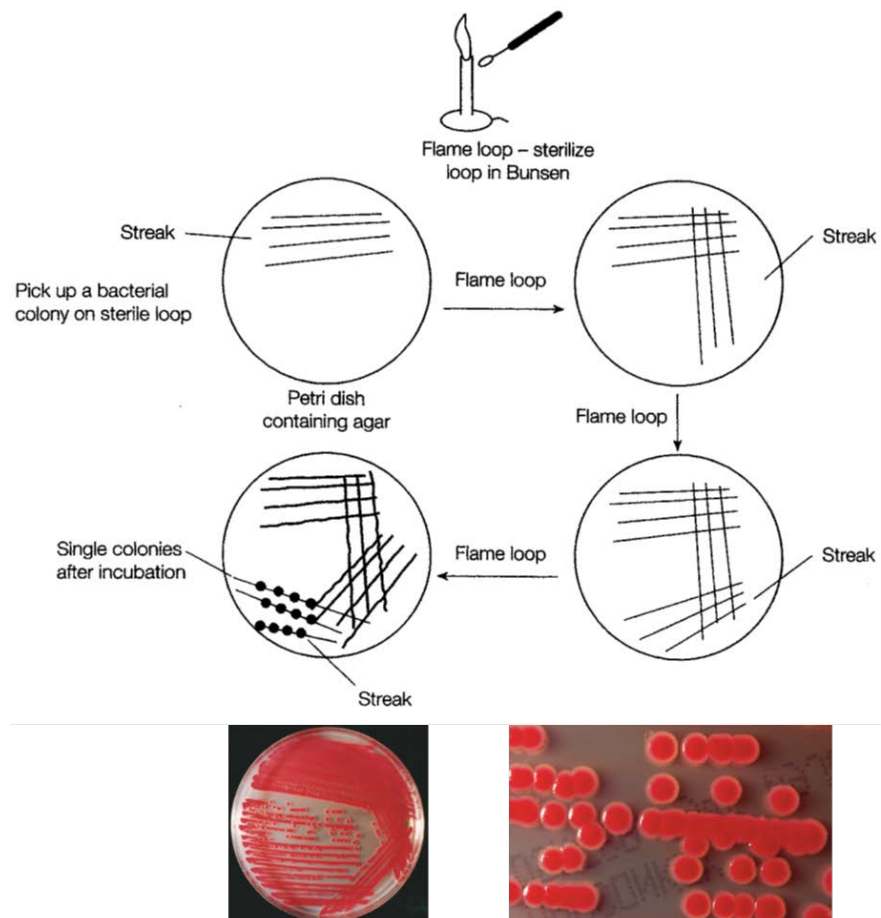 Flame loop – sterilize
loop in Bunsen
Streak
Pick up a bacterial
colony on sterile loop
Flame loop
Streak
Petri dish
containing agar
Flame loop
Single colonies
after incubation
Flame loop
Streak
Streak